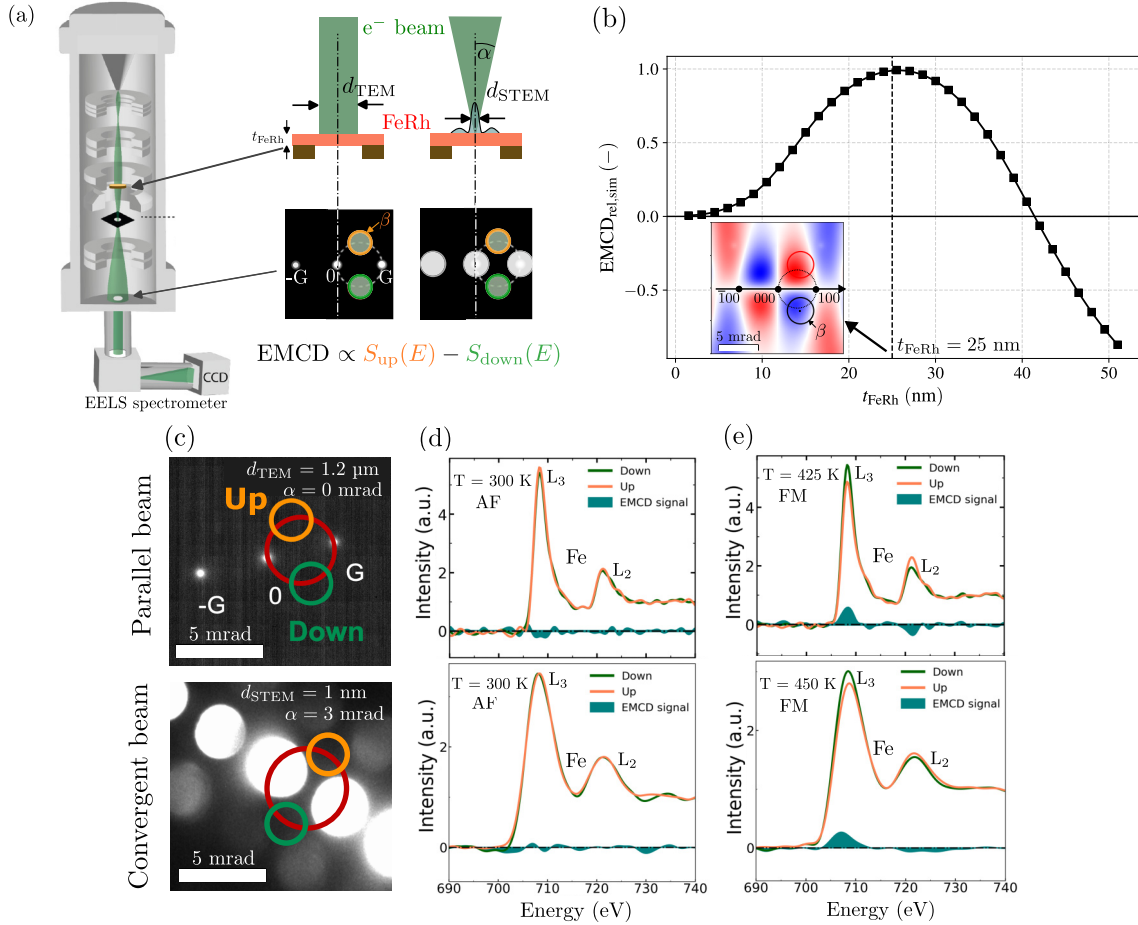 (a)
e⁻ beam
α
d_TEM
d_STEM
FeRh
t_FeRh
β
-G
0
G
EMCD ∝ S_up(E) − S_down(E)
CCD
EELS spectrometer
(b)
EMCD_rel,sim (−)
1.0
0.5
0.0
−0.5
0
10
20
30
40
50
t_FeRh (nm)
1̄00
000
100
5 mrad
β
t_FeRh = 25 nm
(c)
Parallel beam
d_TEM = 1.2 µm
α = 0 mrad
Up
G
0
-G
Down
5 mrad
Convergent beam
d_STEM = 1 nm
α = 3 mrad
5 mrad
(d)
Intensity (a.u.)
4
2
0
T = 300 K
AF
L₃
Fe
L₂
Down
Up
EMCD signal
Intensity (a.u.)
2
0
T = 300 K
AF
L₃
Fe
L₂
Down
Up
EMCD signal
690
700
710
720
730
740
Energy (eV)
(e)
Intensity (a.u.)
4
2
0
T = 425 K
FM
L₃
Fe
L₂
Down
Up
EMCD signal
Intensity (a.u.)
2
0
T = 450 K
FM
L₃
Fe
L₂
Down
Up
EMCD signal
690
700
710
720
730
740
Energy (eV)